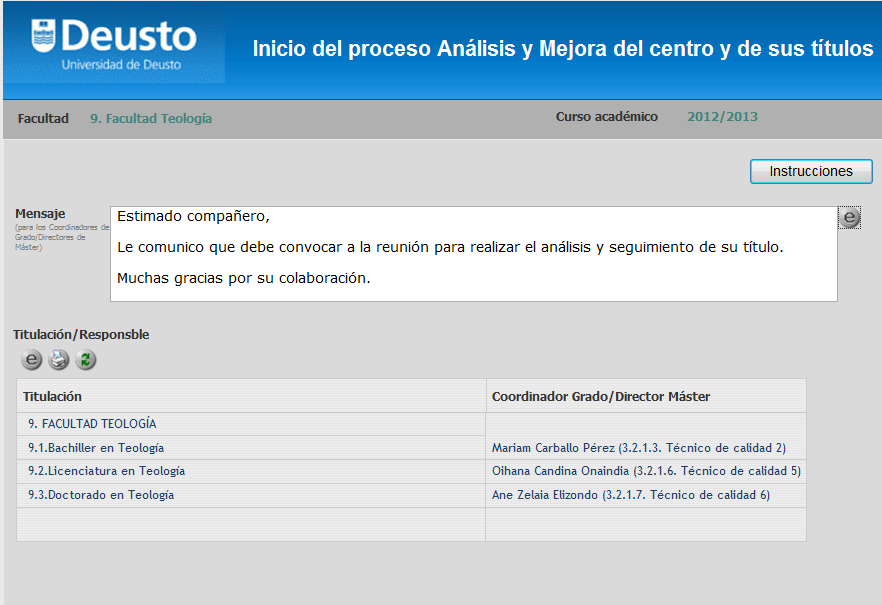 Deusto
Universidad de Deusto
Inicio del proceso Análisis y Mejora del centro y de sus títulos
Facultad 9. Facultad Teología Curso académico 2012/2013
Instrucciones
Mensaje
(para los Coordinadores de
Grado/Directores de
Máster)
Estimado compañero,
Le comunico que debe convocar a la reunión para realizar el análisis y seguimiento de su título.
Muchas gracias por su colaboración.
e
Titulación/Responsble
e
Titulación Coordinador Grado/Director Máster
9. FACULTAD TEOLOGÍA
9.1.Bachiller en Teología Mariam Carballo Pérez (3.2.1.3. Técnico de calidad 2)
9.2.Licenciatura en Teología Oihana Candina Onaindia (3.2.1.6. Técnico de calidad 5)
9.3.Doctorado en Teología Ane Zelaia Elizondo (3.2.1.7. Técnico de calidad 6)